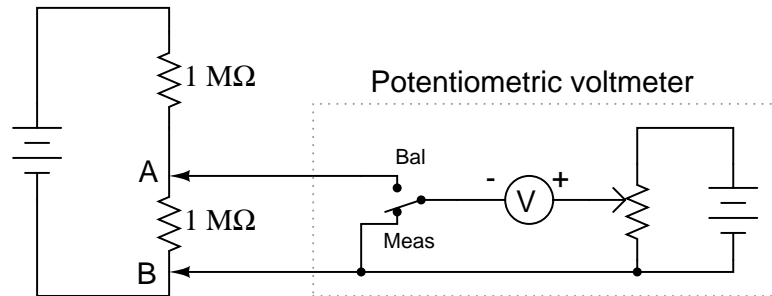 1 MΩ
Potentiometric voltmeter
A
Bal
- V +
1 MΩ
Meas
B